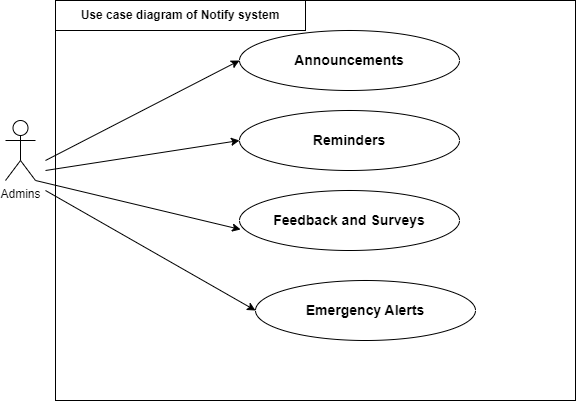 Use case diagram of Notify system
Announcements
Reminders
Admins
Feedback and Surveys
Emergency Alerts